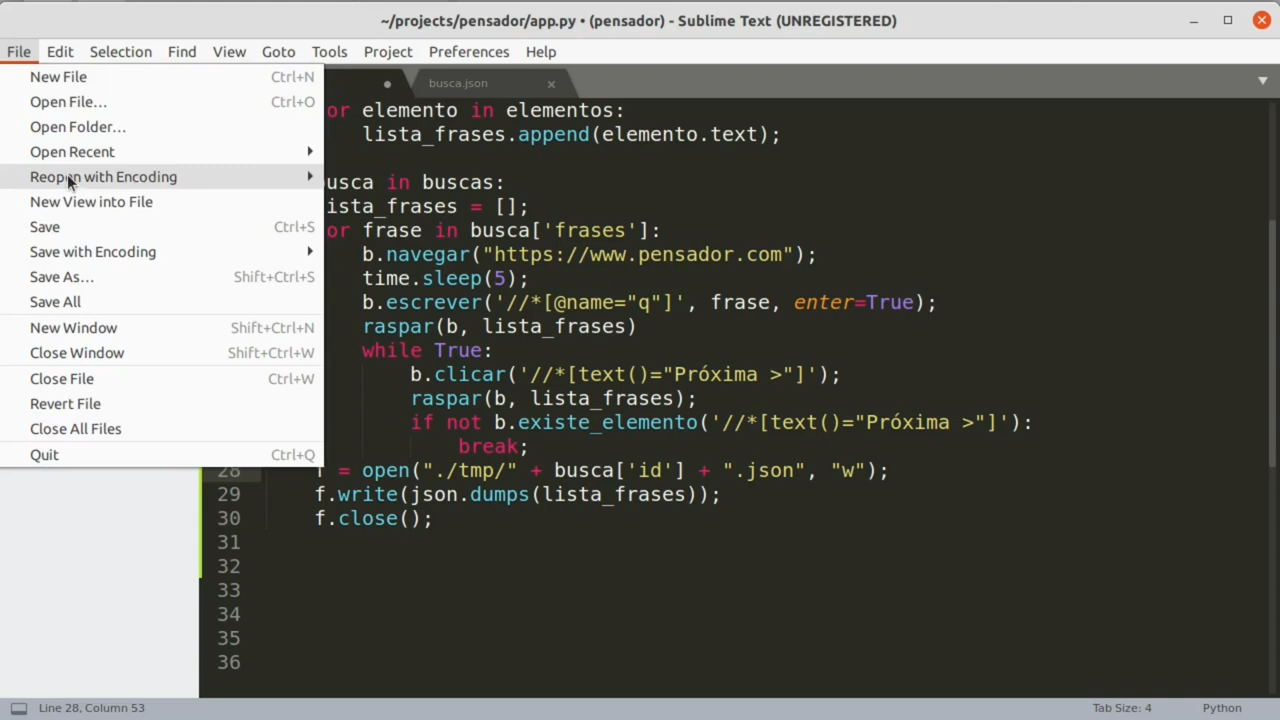 ~/projects/pensador/app.py • (pensador) - Sublime Text (UNREGISTERED)
File Edit Selection Find View Goto Tools Project Preferences Help
New File Ctrl+N
Open File... Ctrl+O
Open Folder...
Open Recent
Reopen with Encoding
New View into File
Save Ctrl+S
Save with Encoding
Save As... Shift+Ctrl+S
Save All
New Window Shift+Ctrl+N
Close Window Shift+Ctrl+W
Close File Ctrl+W
Revert File
Close All Files
Quit Ctrl+Q
busca.json
or elemento in elementos:
lista_frases.append(elemento.text);
busca in buscas:
ista_frases = [];
or frase in busca['frases']:
b.navegar("https://www.pensador.com");
time.sleep(5);
b.escrever('//*[@name="q"]', frase, enter=True);
raspar(b, lista_frases)
while True:
b.clicar('//*[text()="Próxima >"]');
raspar(b, lista_frases);
if not b.existe_elemento('//*[text()="Próxima >"]'):
break;
28 f = open("./tmp/" + busca['id'] + ".json", "w");
29 f.write(json.dumps(lista_frases));
30 f.close();
31
32
33
34
35
36
Line 28, Column 53 Tab Size: 4 Python